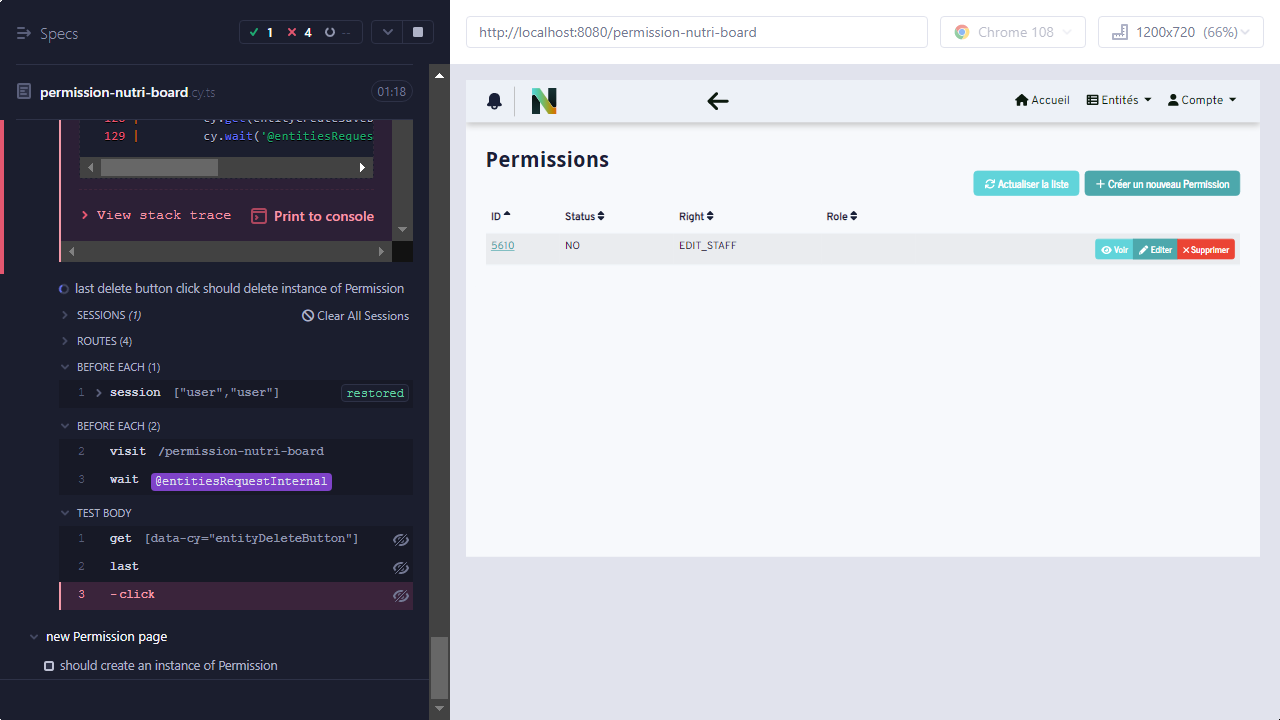 Specs
1
4
--
permission-nutri-board.cy.ts
01:18
128 | cy.get(entityCreateSaveB
129 | cy.wait('@entitiesReques
View stack trace
Print to console
last delete button click should delete instance of Permission
SESSIONS (1)
Clear All Sessions
ROUTES (4)
BEFORE EACH (1)
1 session ["user","user"] restored
BEFORE EACH (2)
2 visit /permission-nutri-board
3 wait @entitiesRequestInternal
TEST BODY
1 get [data-cy="entityDeleteButton"]
2 last
3 -click
new Permission page
should create an instance of Permission
http://localhost:8080/permission-nutri-board
Chrome 108
1200x720 (66%)
N
Accueil
Entités
Compte
Permissions
Actualiser la liste
Créer un nouveau Permission
ID
Status
Right
Role
5610
NO
EDIT_STAFF
Voir
Editer
Supprimer